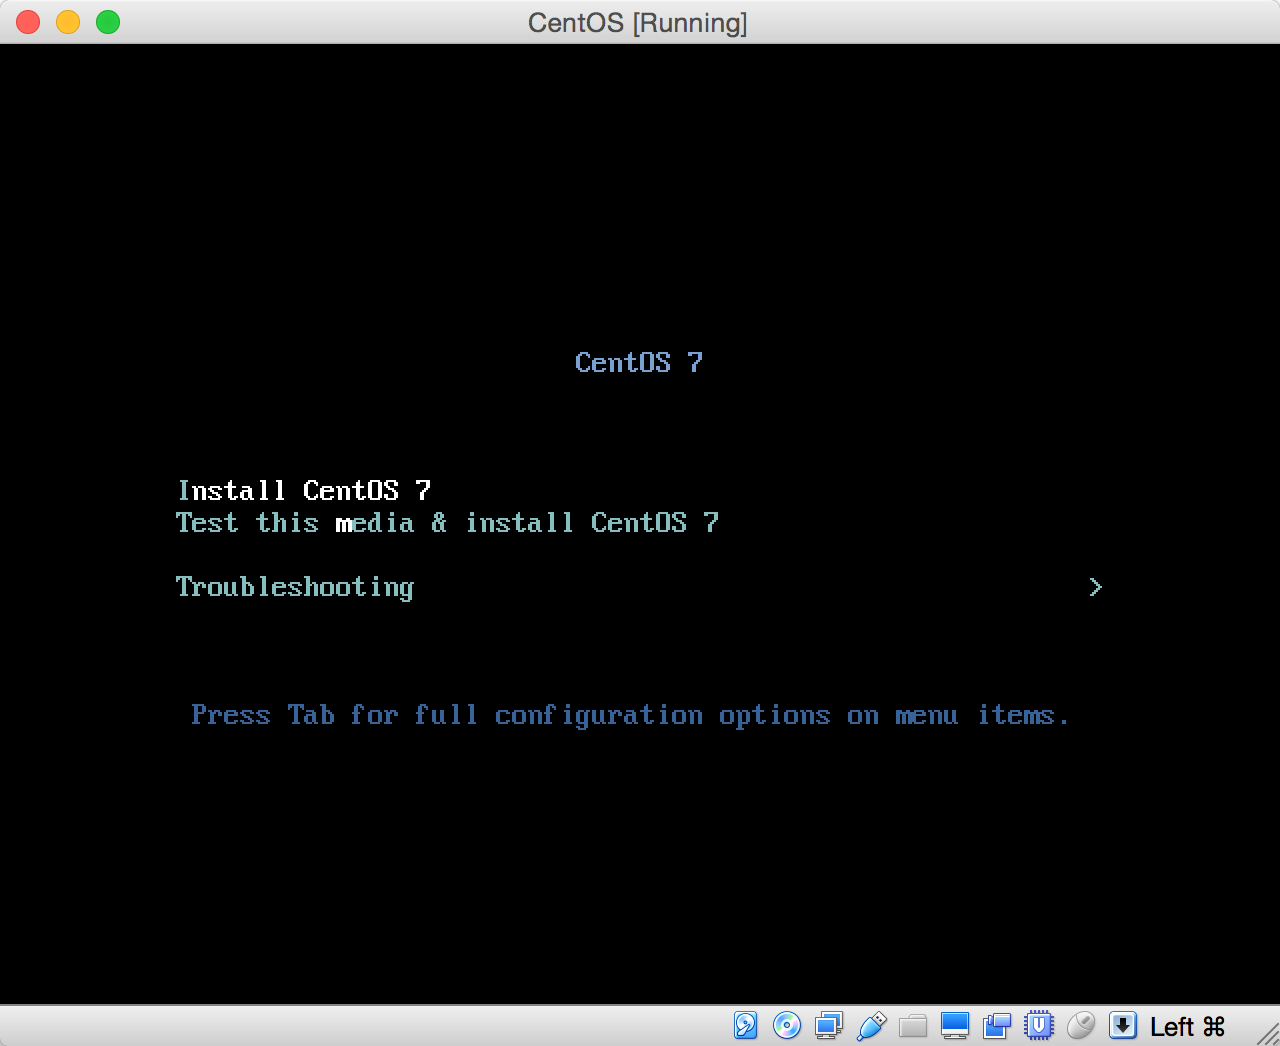 CentOS [Running]
CentOS 7
Install CentOS 7
Test this media & install CentOS 7
Troubleshooting >
Press Tab for full configuration options on menu items.
Left ⌘